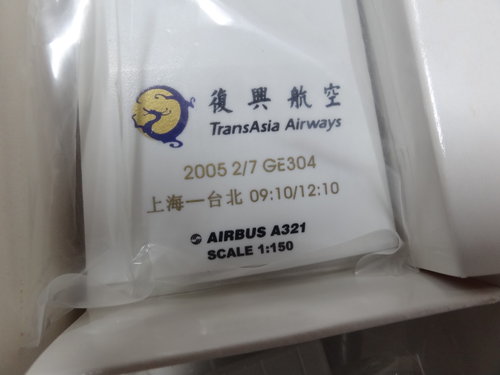 復興航空
TransAsia Airways
2005 2/7 GE304
上海一台北 09:10/12:10
AIRBUS A321
SCALE 1:150